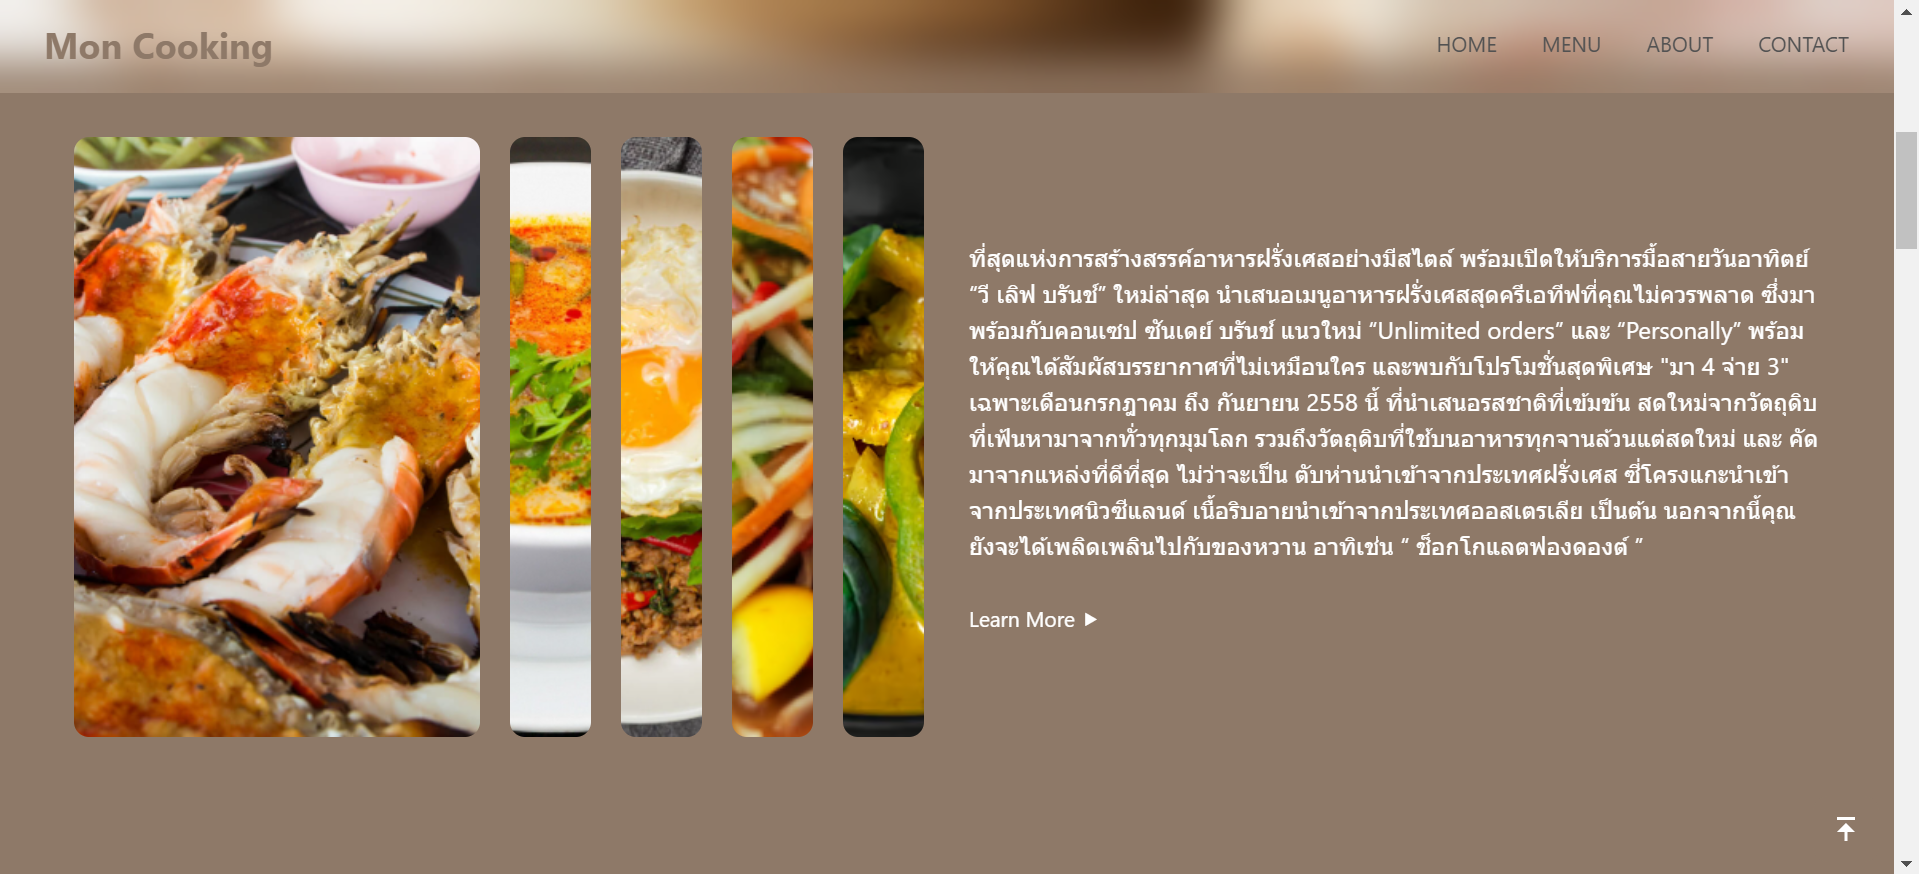 Mon Cooking
HOME
MENU
ABOUT
CONTACT
ที่สุดแห่งการสร้างสรรค์อาหารฝรั่งเศสอย่างมีสไตล์ พร้อมเปิดให้บริการมื้อสายวันอาทิตย์
“วี เลิฟ บรันช์” ใหม่ล่าสุด นำเสนอเมนูอาหารฝรั่งเศสสุดครีเอทีฟที่คุณไม่ควรพลาด ซึ่งมา
พร้อมกับคอนเซป ซันเดย์ บรันช์ แนวใหม่ “Unlimited orders” และ “Personally” พร้อม
ให้คุณได้สัมผัสบรรยากาศที่ไม่เหมือนใคร และพบกับโปรโมชั่นสุดพิเศษ "มา 4 จ่าย 3"
เฉพาะเดือนกรกฎาคม ถึง กันยายน 2558 นี้ ที่นำเสนอรสชาติที่เข้มข้น สดใหม่จากวัตถุดิบ
ที่เฟ้นหามาจากทั่วทุกมุมโลก รวมถึงวัตถุดิบที่ใช้บนอาหารทุกจานล้วนแต่สดใหม่ และ คัด
มาจากแหล่งที่ดีที่สุด ไม่ว่าจะเป็น ตับห่านนำเข้าจากประเทศฝรั่งเศส ซี่โครงแกะนำเข้า
จากประเทศนิวซีแลนด์ เนื้อริบอายนำเข้าจากประเทศออสเตรเลีย เป็นต้น นอกจากนี้คุณ
ยังจะได้เพลิดเพลินไปกับของหวาน อาทิเช่น “ ช็อกโกแลตฟองดองต์ ”
Learn More